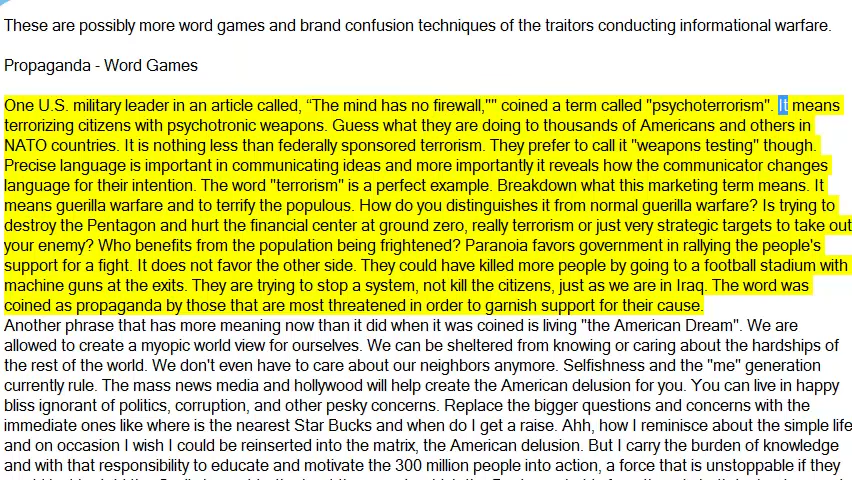 These are possibly more word games and brand confusion techniques of the traitors conducting informational warfare.
Propaganda - Word Games
One U.S. military leader in an article called, “The mind has no firewall,"" coined a term called "psychoterrorism". It means
terrorizing citizens with psychotronic weapons. Guess what they are doing to thousands of Americans and others in
NATO countries. It is nothing less than federally sponsored terrorism. They prefer to call it "weapons testing" though.
Precise language is important in communicating ideas and more importantly it reveals how the communicator changes
language for their intention. The word "terrorism" is a perfect example. Breakdown what this marketing term means. It
means guerilla warfare and to terrify the populous. How do you distinguishes it from normal guerilla warfare? Is trying to
destroy the Pentagon and hurt the financial center at ground zero, really terrorism or just very strategic targets to take out
your enemy? Who benefits from the population being frightened? Paranoia favors government in rallying the people's
support for a fight. It does not favor the other side. They could have killed more people by going to a football stadium with
machine guns at the exits. They are trying to stop a system, not kill the citizens, just as we are in Iraq. The word was
coined as propaganda by those that are most threatened in order to garnish support for their cause.
Another phrase that has more meaning now than it did when it was coined is living "the American Dream". We are
allowed to create a myopic world view for ourselves. We can be sheltered from knowing or caring about the hardships of
the rest of the world. We don't even have to care about our neighbors anymore. Selfishness and the "me" generation
currently rule. The mass news media and hollywood will help create the American delusion for you. You can live in happy
bliss ignorant of politics, corruption, and other pesky concerns. Replace the bigger questions and concerns with the
immediate ones like where is the nearest Star Bucks and when do I get a raise. Ahh, how I reminisce about the simple life
and on occasion I wish I could be reinserted into the matrix, the American delusion. But I carry the burden of knowledge
and with that responsibility to educate and motivate the 300 million people into action, a force that is unstoppable if they